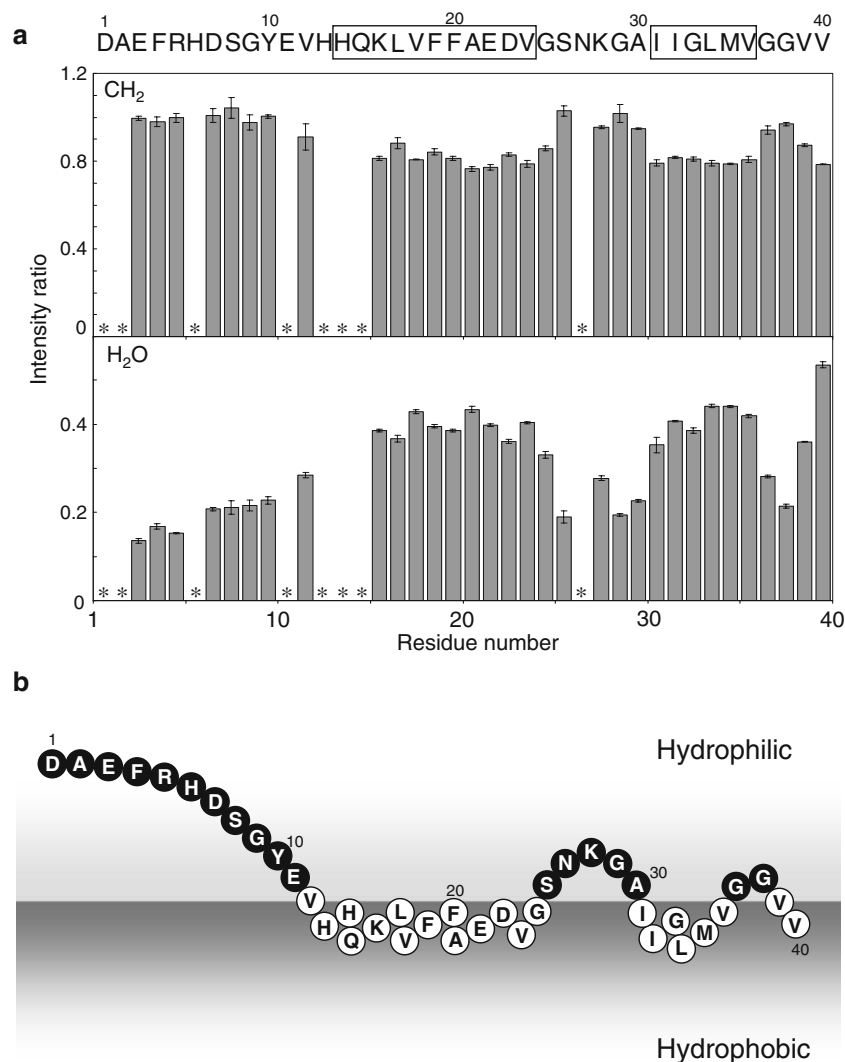 a
1 10 20 30 40
DAEFRHDSGYEVHHQKLVFFAEDVGSNKGAIIGLMVGGVV
CH2
1.2
0.8
0.4
0
* * * * * * * *
Intensity ratio
H2O
0.4
0.2
0
* * * * * * * *
1 10 20 30 40
Residue number
b
Hydrophilic
1 10 20 30 40
D A E F R H D S G Y E V H H Q K L V F F A E D V G S N K G A I I G L M V G G V V
Hydrophobic